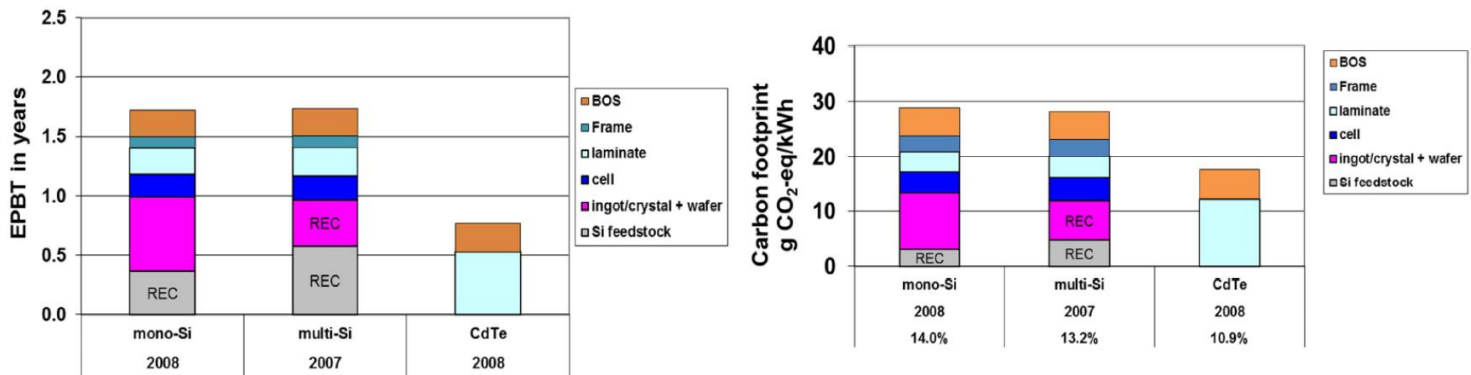 2.5
2.0
1.5
1.0
0.5
0.0
EPBT in years
REC
REC
REC
mono-Si
multi-Si
CdTe
2008
2007
2008
BOS
Frame
laminate
cell
ingot/crystal + wafer
Si feedstock
40
30
20
10
0
Carbon footprint
g CO₂-eq/kWh
REC
REC
REC
mono-Si
multi-Si
CdTe
2008
2007
2008
14.0%
13.2%
10.9%
BOS
Frame
laminate
cell
ingot/crystal + wafer
Si feedstock